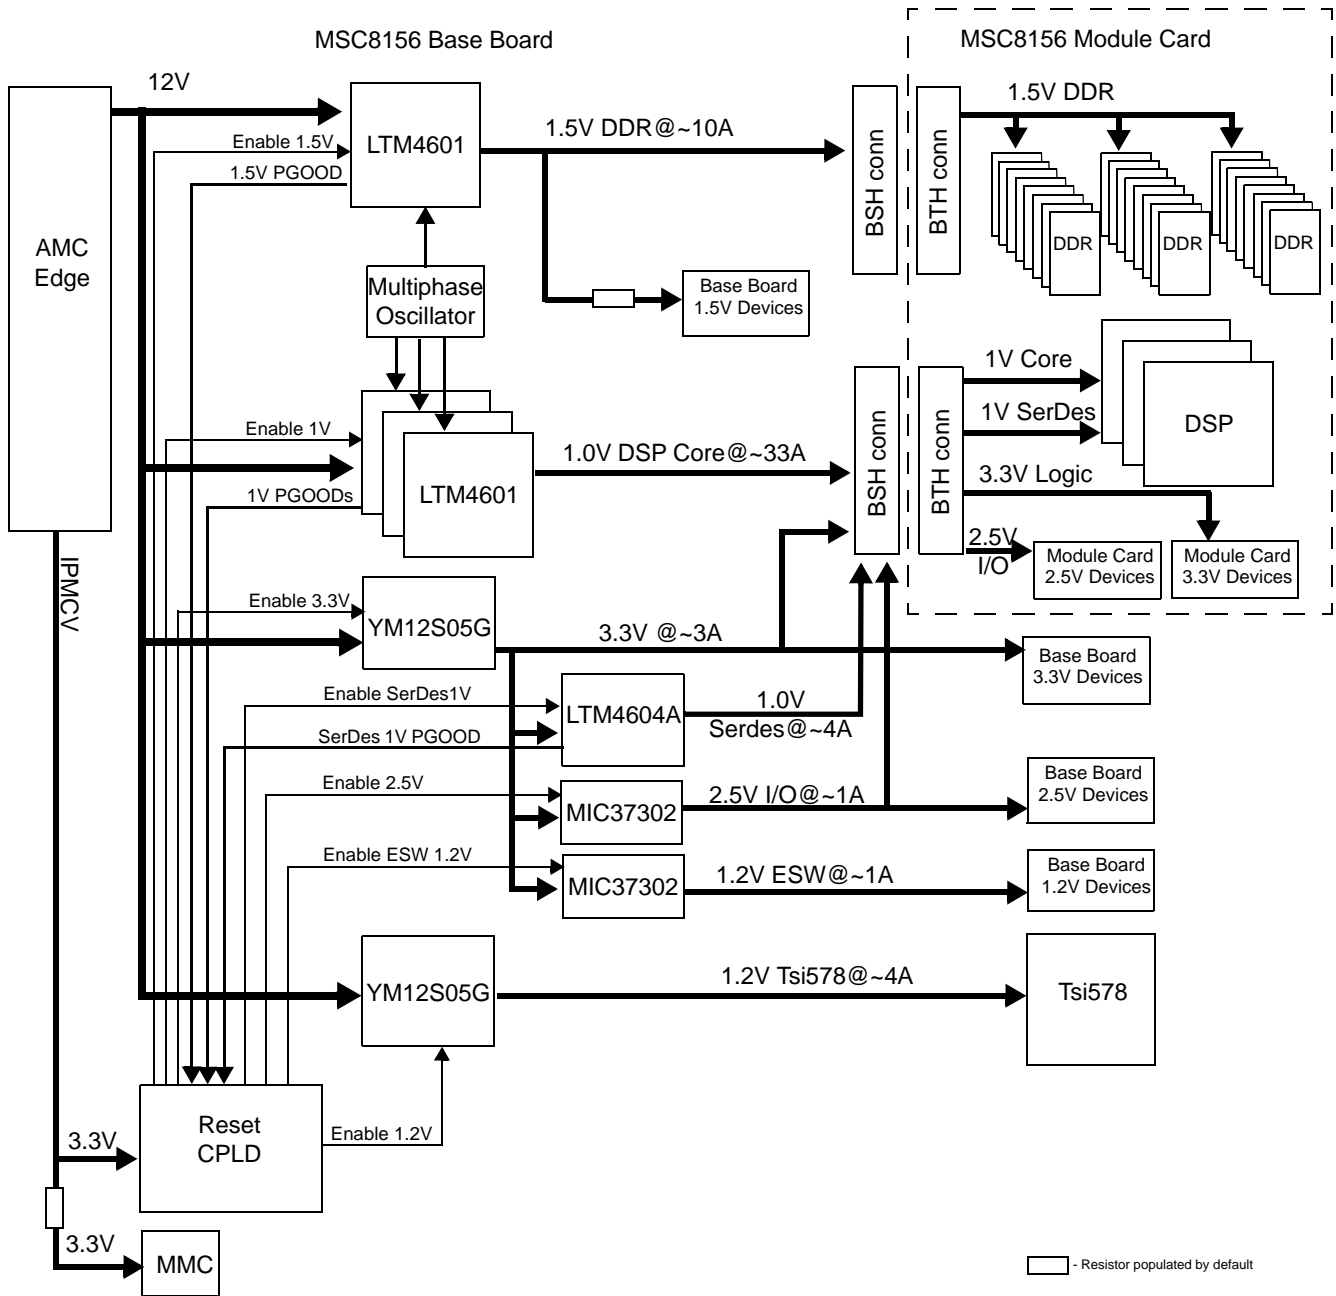 MSC8156 Base Board
MSC8156 Module Card
12V
AMC
Edge
Enable 1.5V
1.5V PGOOD
LTM4601
1.5V DDR@~10A
BSH conn
BTH conn
1.5V DDR
DDR
DDR
DDR
Multiphase
Oscillator
Base Board
1.5V Devices
Enable 1V
1V PGOODs
LTM4601
1.0V DSP Core@~33A
BSH conn
BTH conn
1V Core
1V SerDes
DSP
3.3V Logic
2.5V
I/O
Module Card
2.5V Devices
Module Card
3.3V Devices
IPMCV
Enable 3.3V
YM12S05G
3.3V @~3A
Base Board
3.3V Devices
Enable SerDes1V
SerDes 1V PGOOD
LTM4604A
1.0V
Serdes@~4A
Enable 2.5V
MIC37302
2.5V I/O@~1A
Base Board
2.5V Devices
Enable ESW 1.2V
MIC37302
1.2V ESW@~1A
Base Board
1.2V Devices
YM12S05G
1.2V Tsi578@~4A
Tsi578
Reset
CPLD
Enable 1.2V
3.3V
3.3V
MMC
- Resistor populated by default